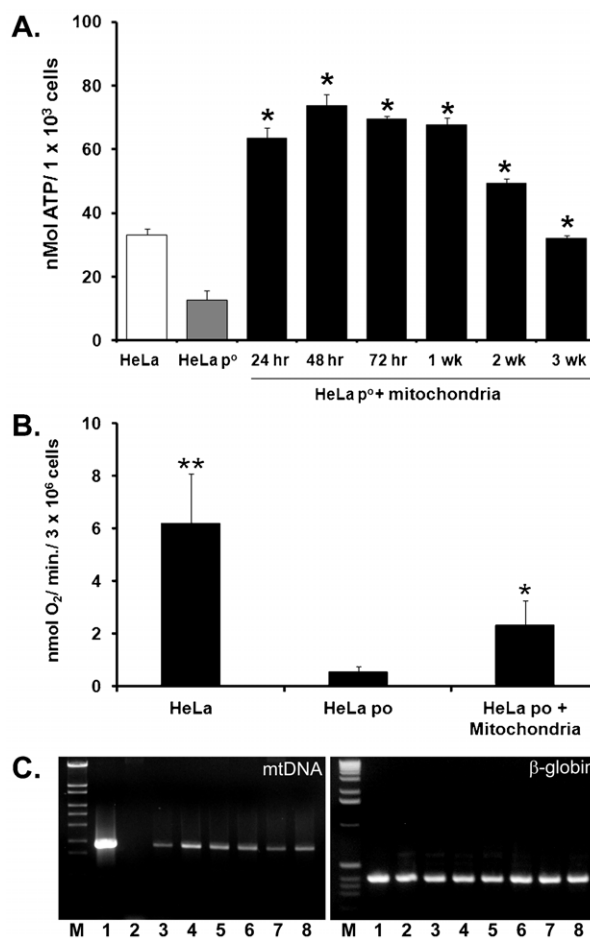 A.
nMol ATP/ 1 x 10³ cells
100
80
60
40
20
0
* * * * * *
HeLa HeLa pº 24 hr 48 hr 72 hr 1 wk 2 wk 3 wk
HeLa pº+ mitochondria
B.
nmol O₂/ min./ 3 x 10⁶ cells
10
8
6
4
2
0
** *
HeLa HeLa po HeLa po +
Mitochondria
C.
mtDNA
β-globin
M 1 2 3 4 5 6 7 8
M 1 2 3 4 5 6 7 8